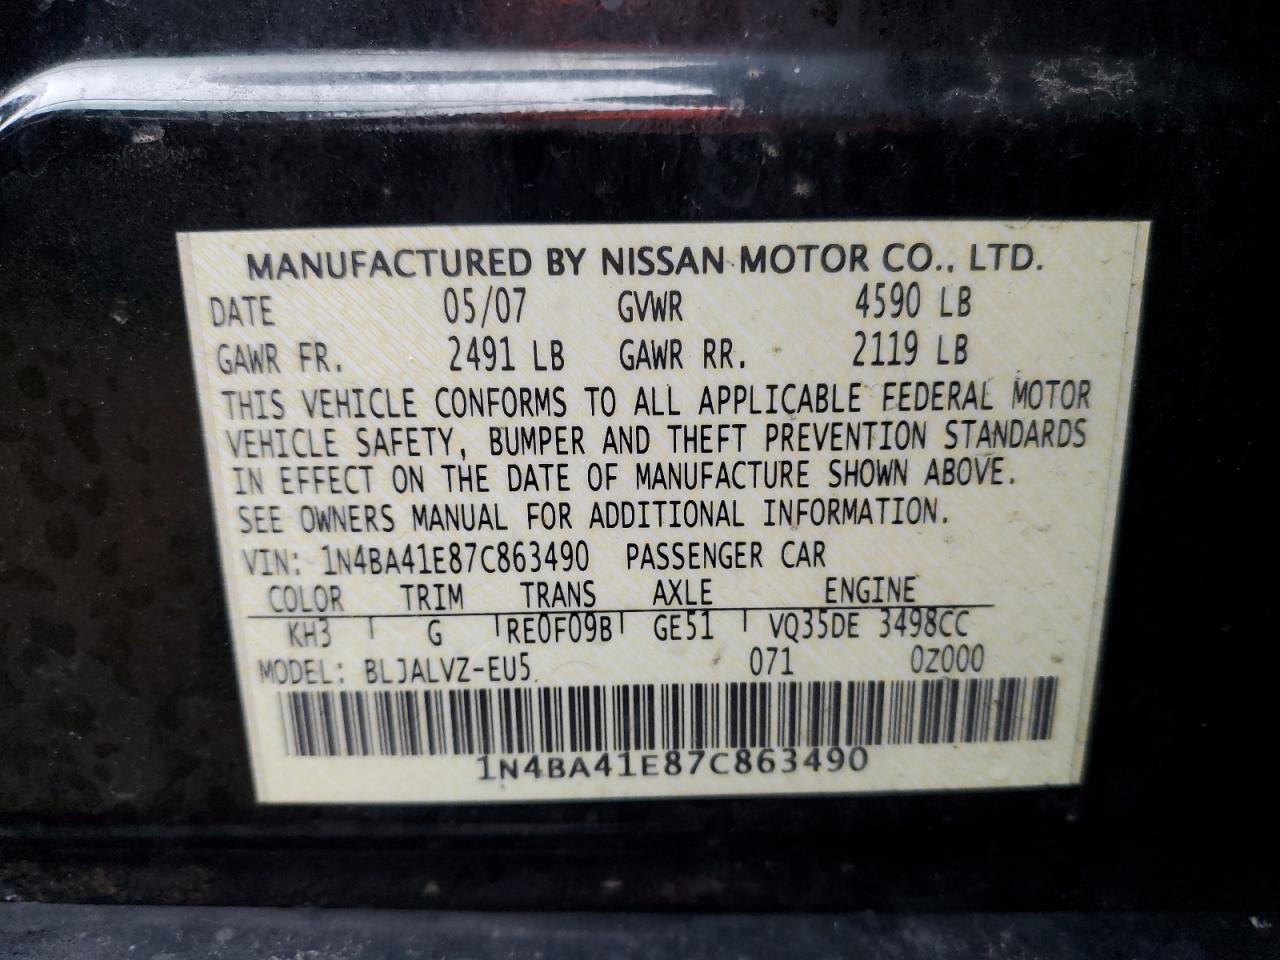 MANUFACTURED BY NISSAN MOTOR CO., LTD.
DATE 05/07 GVWR 4590 LB
GAWR FR. 2491 LB GAWR RR. 2119 LB
THIS VEHICLE CONFORMS TO ALL APPLICABLE FEDERAL MOTOR
VEHICLE SAFETY, BUMPER AND THEFT PREVENTION STANDARDS
IN EFFECT ON THE DATE OF MANUFACTURE SHOWN ABOVE.
SEE OWNERS MANUAL FOR ADDITIONAL INFORMATION.
VIN: 1N4BA41E87C863490 PASSENGER CAR
COLOR TRIM TRANS AXLE ENGINE
KH3 G RE0F09B GE51 VQ35DE 3498CC
MODEL: BLJALVZ-EU5 071 0Z000
1N4BA41E87C863490